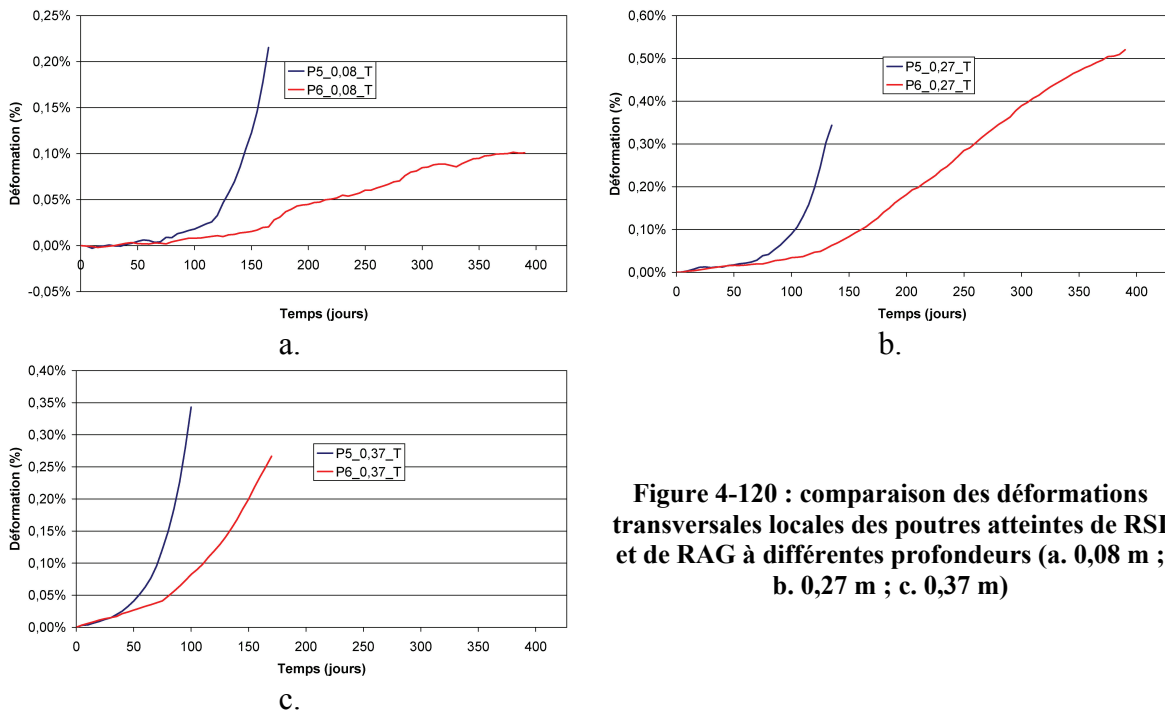 0,25%
0,20%
0,15%
0,10%
0,05%
0,00%
-0,05%
Déformation (%)
P5_0,08_T
P6_0,08_T
0 50 100 150 200 250 300 350 400
Temps (jours)
a.
0,60%
0,50%
0,40%
0,30%
0,20%
0,10%
0,00%
Déformation (%)
P5_0,27_T
P6_0,27_T
0 50 100 150 200 250 300 350 400
Temps (jours)
b.
0,40%
0,35%
0,30%
0,25%
0,20%
0,15%
0,10%
0,05%
0,00%
Déformation (%)
P5_0,37_T
P6_0,37_T
0 50 100 150 200 250 300 350 400
Temps (jours)
c.
Figure 4-120 : comparaison des déformations
transversales locales des poutres atteintes de RSI
et de RAG à différentes profondeurs (a. 0,08 m ;
b. 0,27 m ; c. 0,37 m)